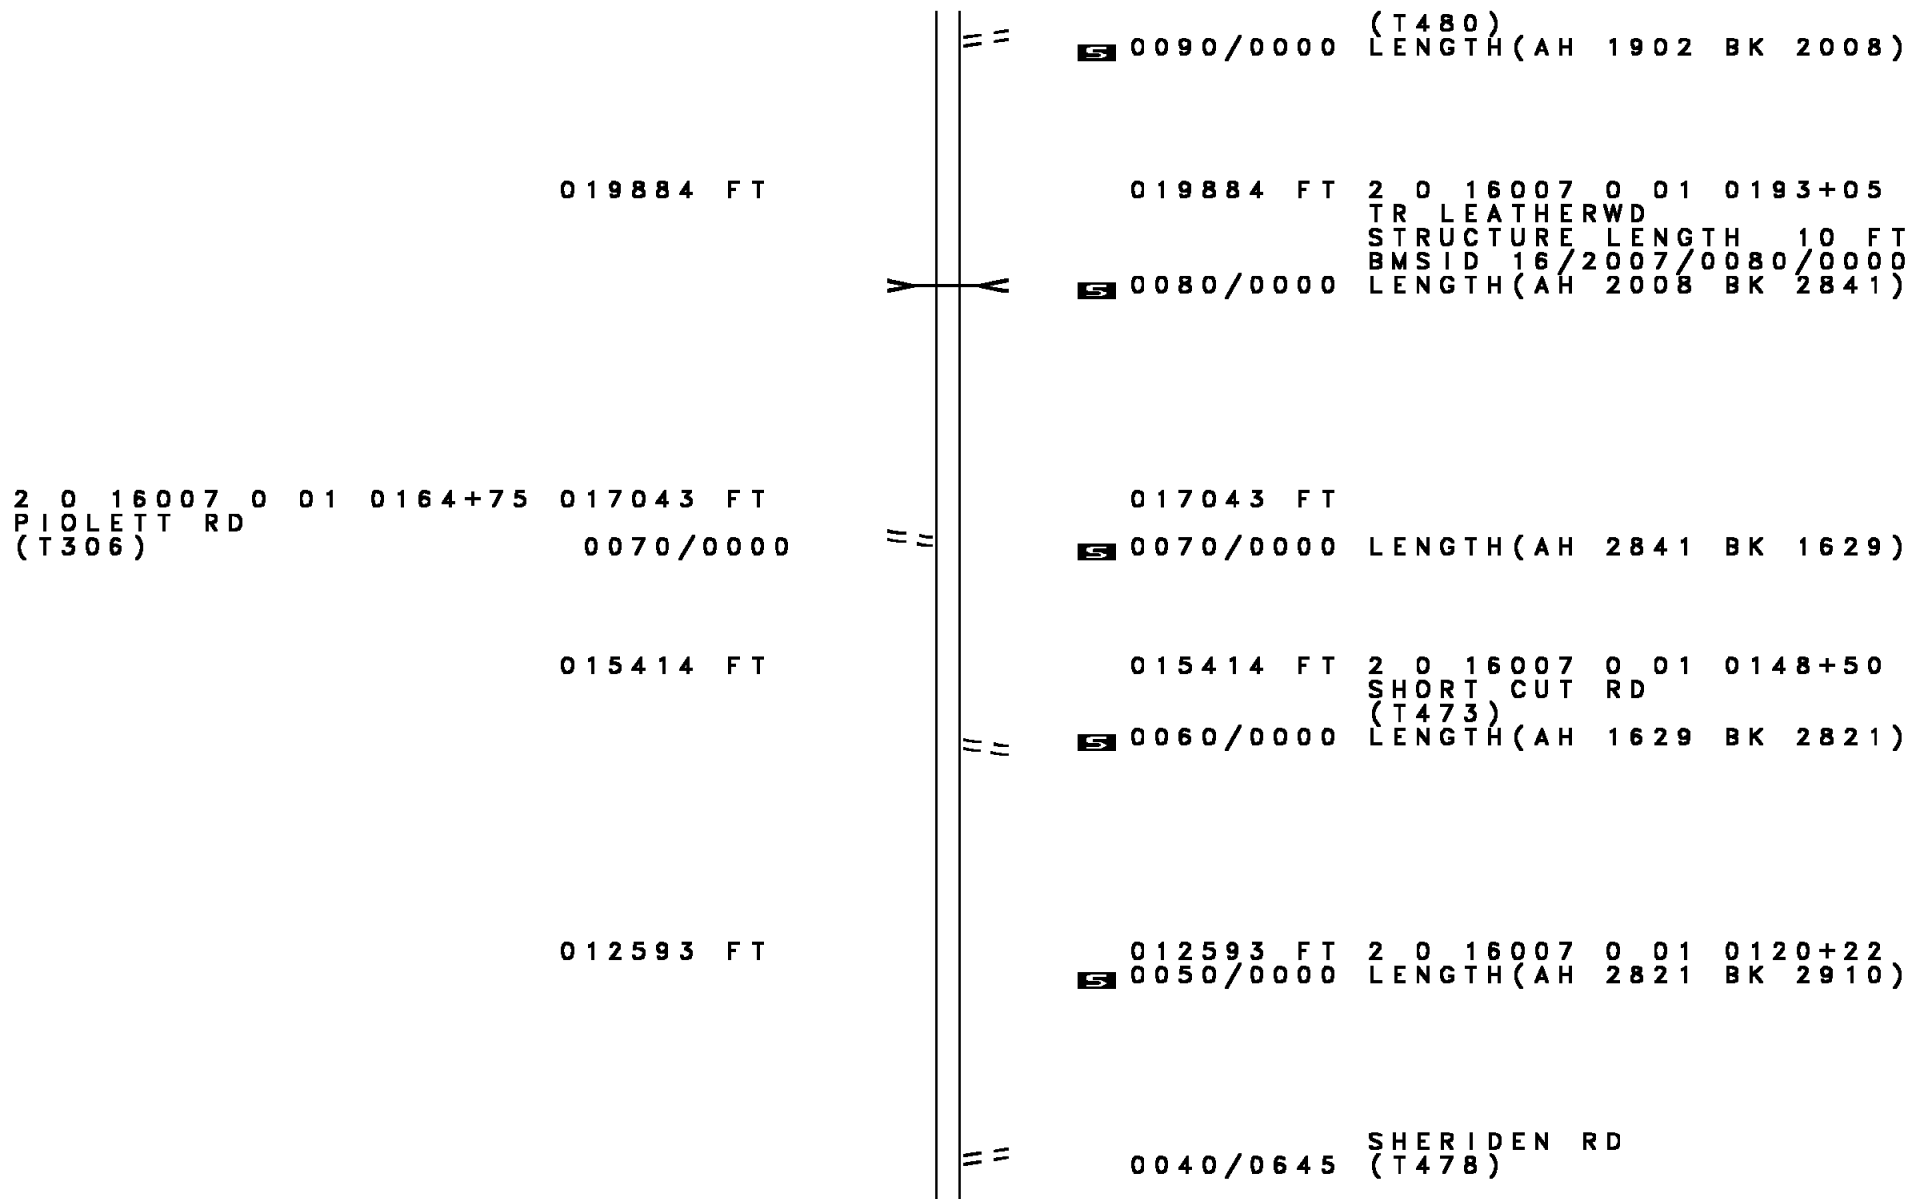 (T480)
S 0090/0000 LENGTH(AH 1902 BK 2008)
019884 FT 019884 FT 2 0 16007 0 01 0193+05
TR LEATHERWD
STRUCTURE LENGTH 10 FT
BMSID 16/2007/0080/0000
S 0080/0000 LENGTH(AH 2008 BK 2841)
2 0 16007 0 01 0164+75 017043 FT 017043 FT
PIOLETT RD
(T306) 0070/0000 S 0070/0000 LENGTH(AH 2841 BK 1629)
015414 FT 015414 FT 2 0 16007 0 01 0148+50
SHORT CUT RD
(T473)
S 0060/0000 LENGTH(AH 1629 BK 2821)
012593 FT 012593 FT 2 0 16007 0 01 0120+22
S 0050/0000 LENGTH(AH 2821 BK 2910)
SHERIDEN RD
0040/0645 (T478)